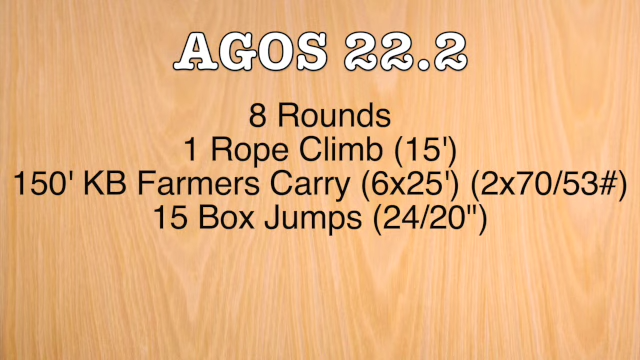 AGOS 22.2
8 Rounds
1 Rope Climb (15')
150' KB Farmers Carry (6x25') (2x70/53#)
15 Box Jumps (24/20")